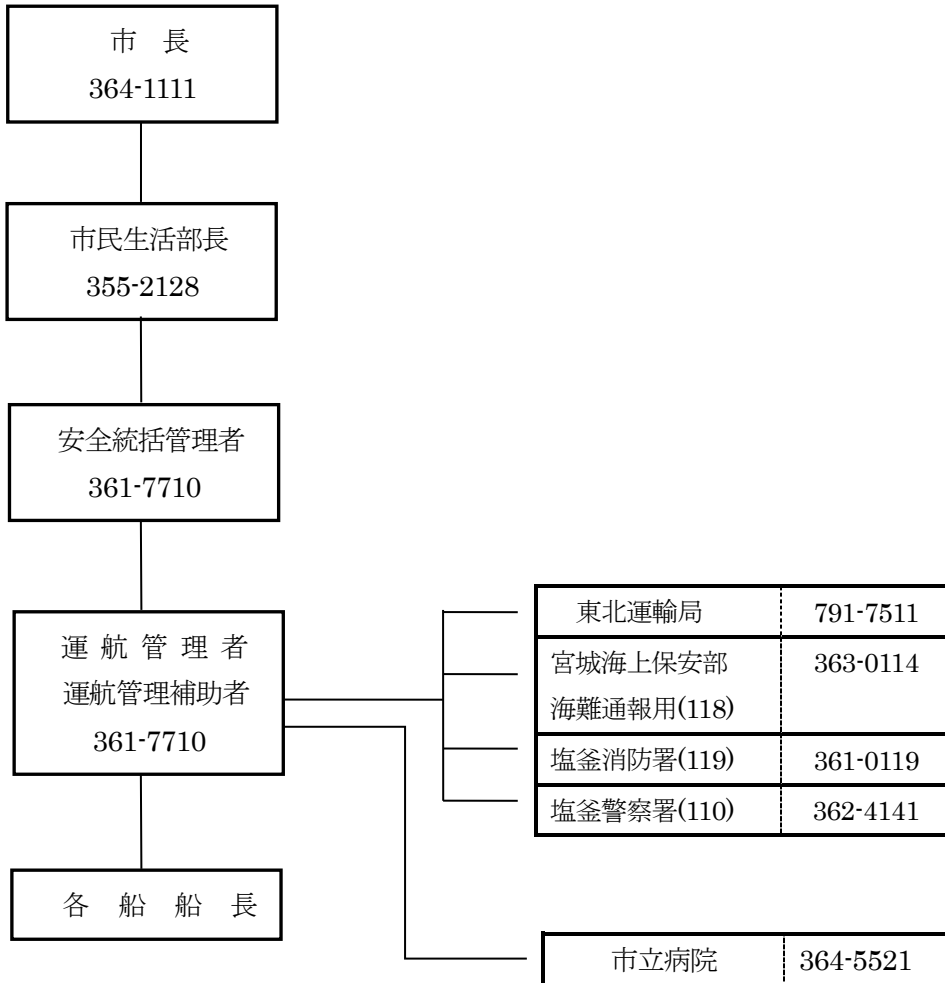 市 長
364-1111
市民生活部長
355-2128
安全統括管理者
361-7710
運 航 管 理 者
運航管理補助者
361-7710
各 船 船 長
東北運輸局 791-7511
宮城海上保安部 363-0114
海難通報用(118)
塩釜消防署(119) 361-0119
塩釜警察署(110) 362-4141
市立病院 364-5521